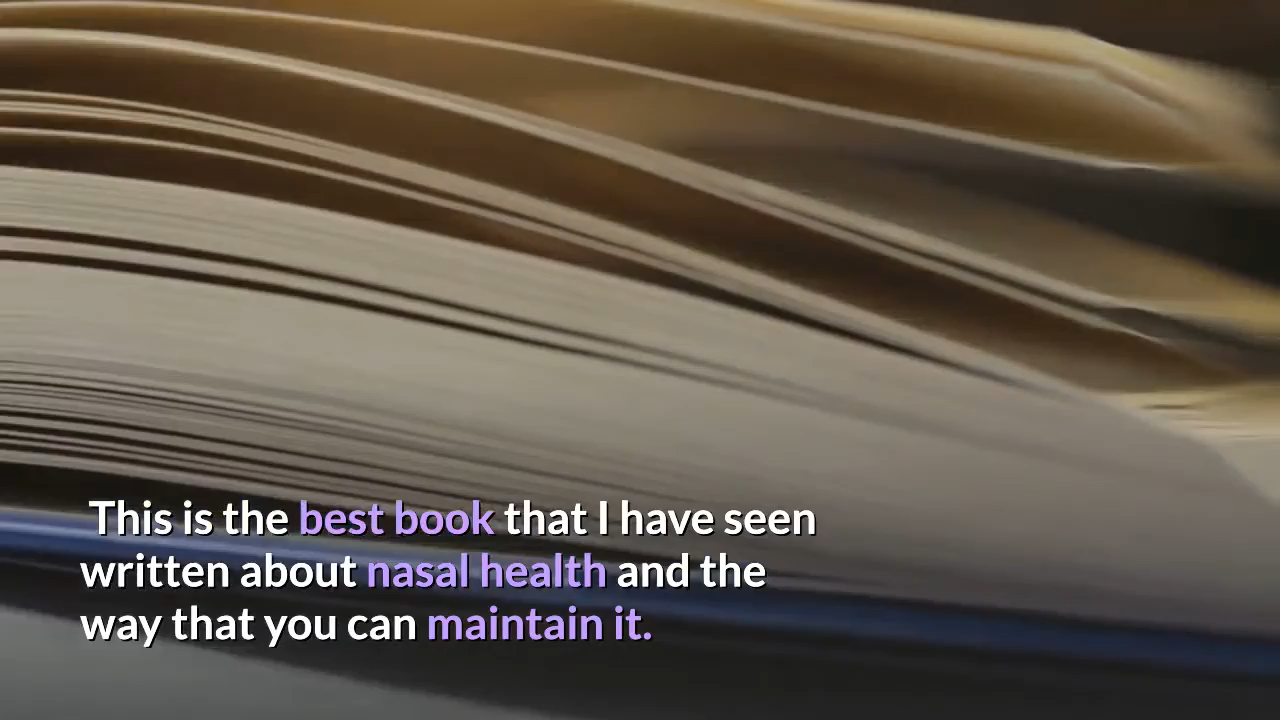 This is the best book that I have seen
written about nasal health and the
way that you can maintain it.